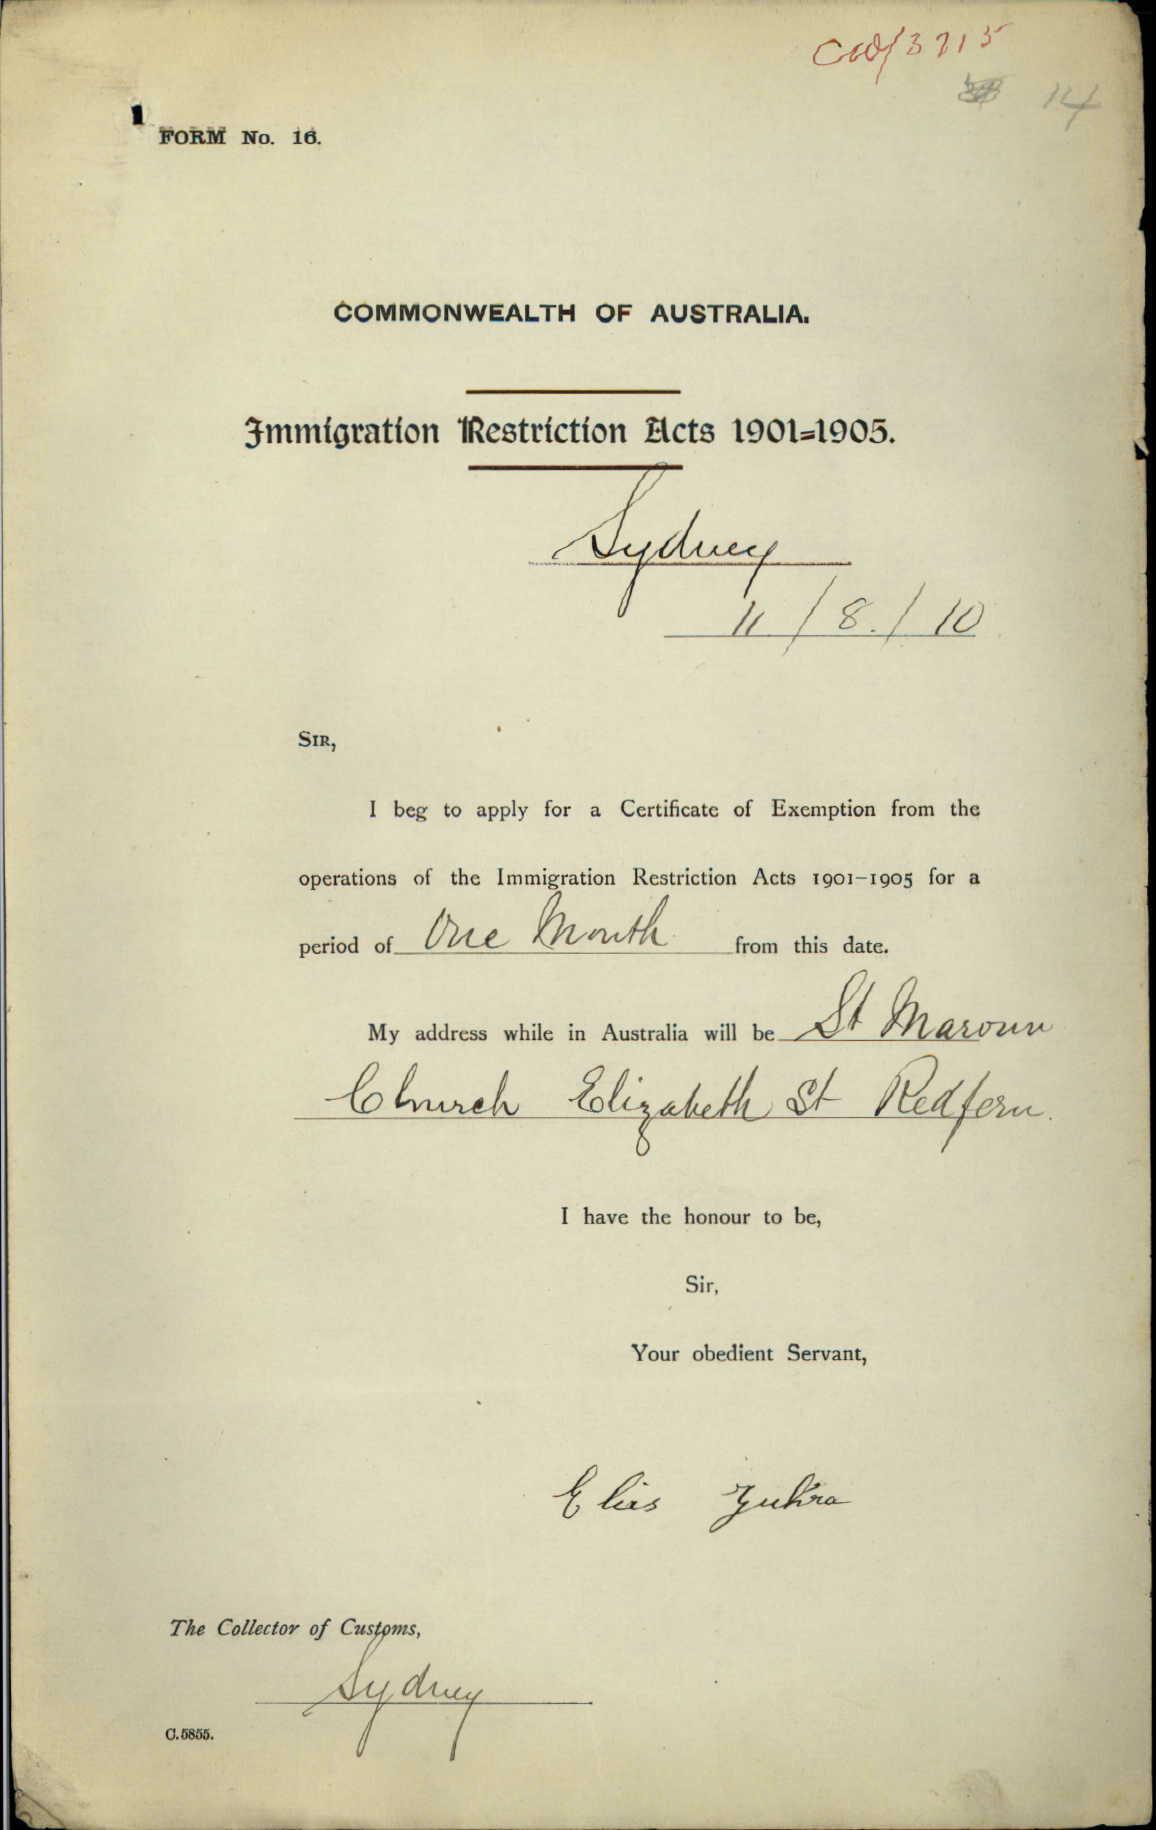 3715
14
FORM No. 16.
COMMONWEALTH OF AUSTRALIA.
Immigration Restriction Acts 1901=1905.
Sydney
11/8./10
SIR,
I beg to apply for a Certificate of Exemption from the
operations of the Immigration Restriction Acts 1901–1905 for a
period of One Month from this date.
My address while in Australia will be St Maroun
Church Elizabeth St Redfern.
I have the honour to be,
Sir,
Your obedient Servant,
Elias
The Collector of Customs,
Sydney
C.5855.